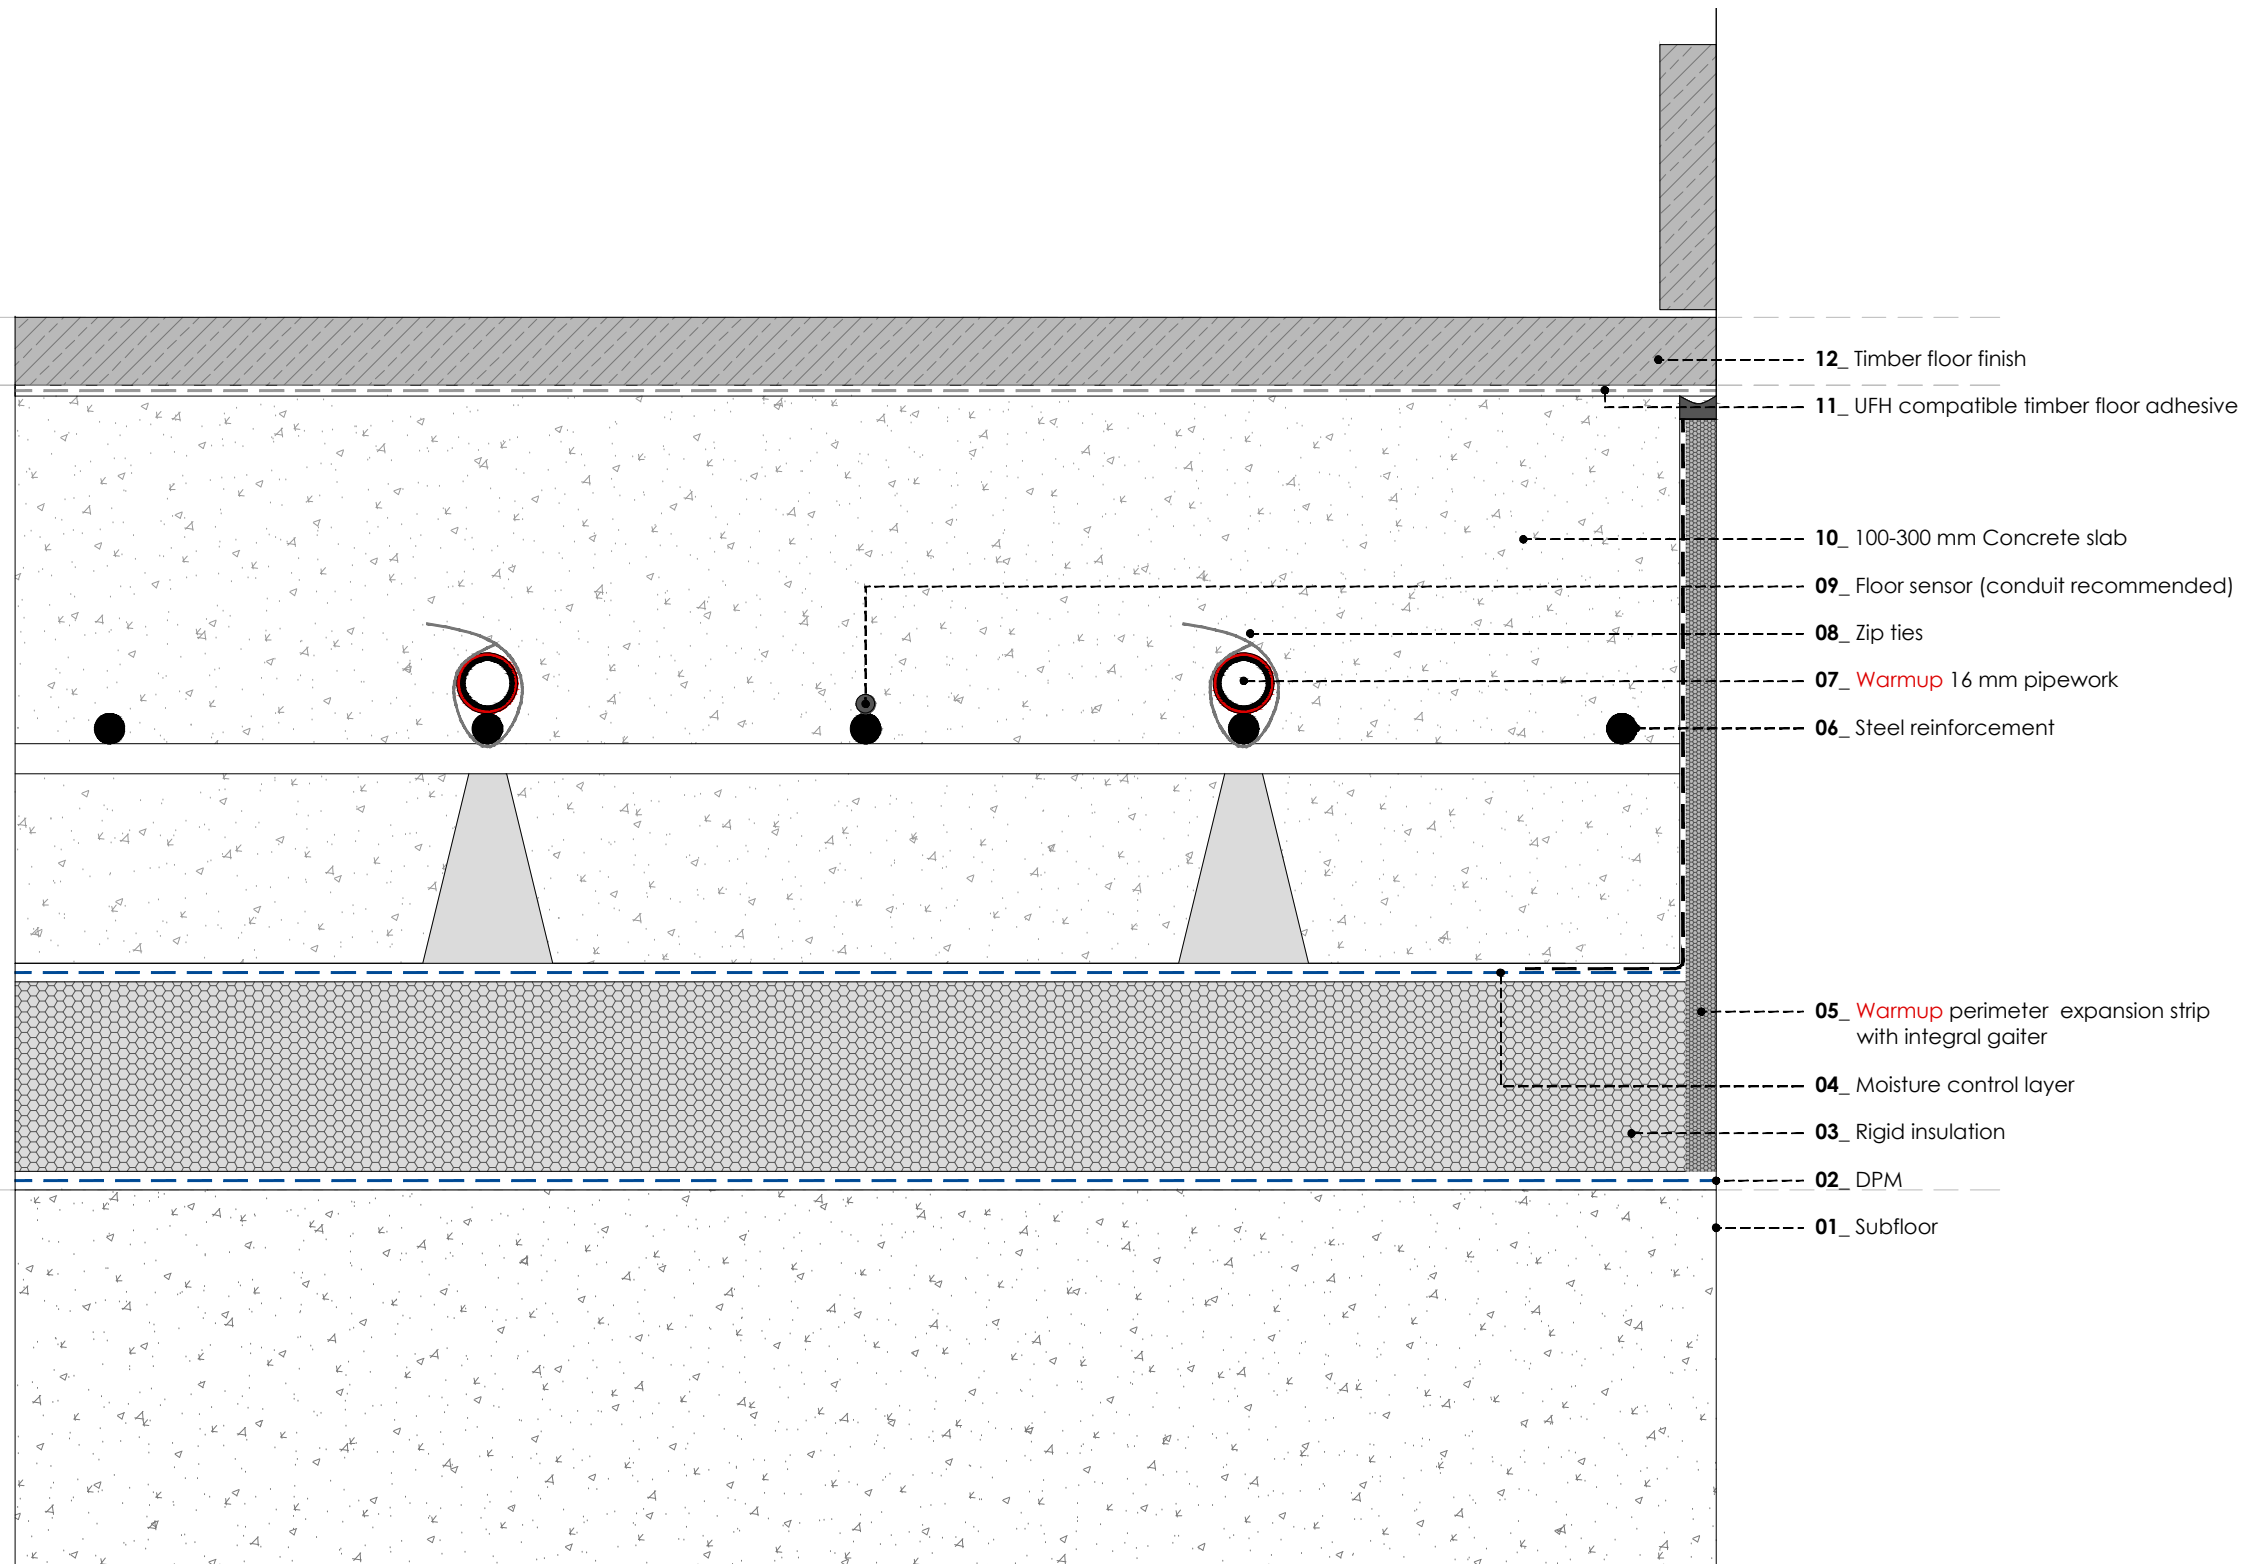 12_ Timber floor finish
11_ UFH compatible timber floor adhesive
10_ 100-300 mm Concrete slab
09_ Floor sensor (conduit recommended)
08_ Zip ties
07_ Warmup 16 mm pipework
06_ Steel reinforcement
05_ Warmup perimeter expansion strip
with integral gaiter
04_ Moisture control layer
03_ Rigid insulation
02_ DPM
01_ Subfloor